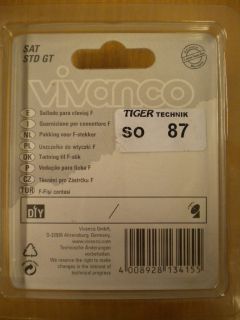 SAT
STD GT
vivanco
TIGER TECHNIK
SO 87
E Sellado para clavija F
I Guarnizione per connettore F
NL Pakking voor F-stekker
PL Uszczelka do wtyczki F
DK Tætning til F-stik
P Vedação para ficha F
CZ Těsnění pro Zástrčku F
TUR F-Fişi contası
DIY
/
Vivanco GmbH,
D-22926 Ahrensburg, Germany
www.vivanco.com
Technische Änderungen
vorbehalten.
We reserve the right to make
changes in the interest of
technical progress
4 008928 134155